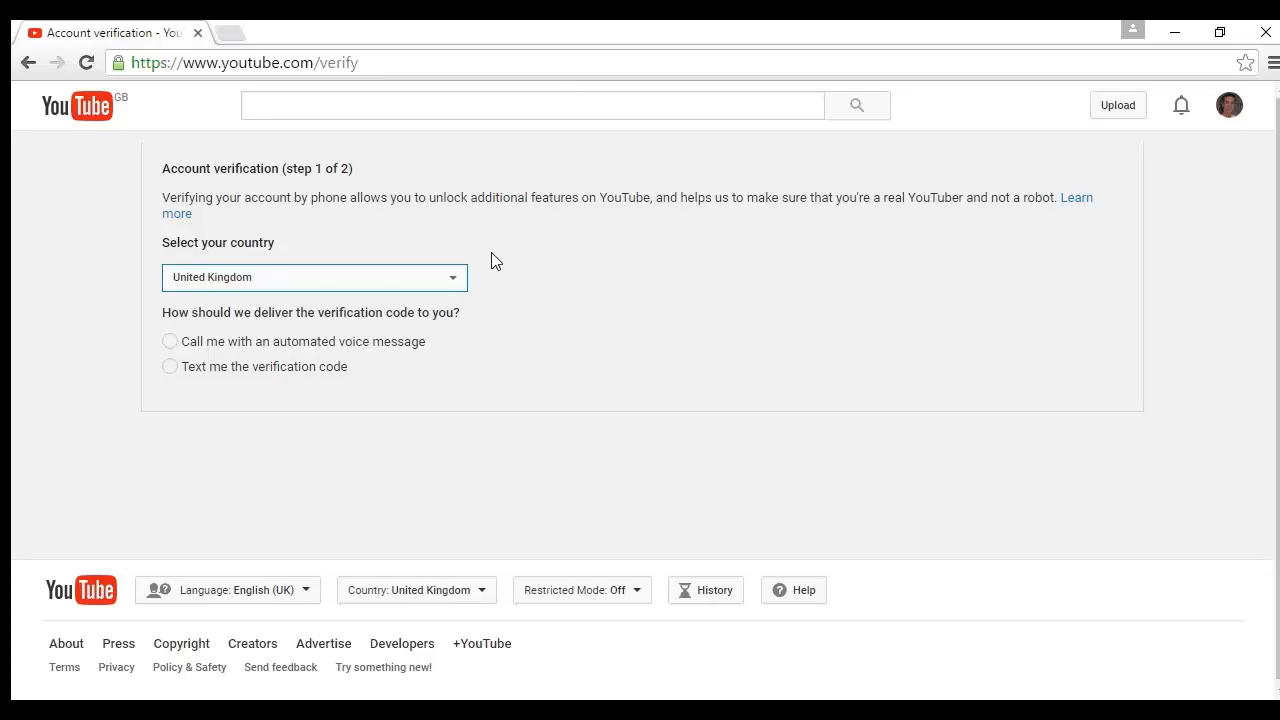 Account verification - You
https://www.youtube.com/verify
YouTube GB
Upload
Account verification (step 1 of 2)
Verifying your account by phone allows you to unlock additional features on YouTube, and helps us to make sure that you're a real YouTuber and not a robot. Learn
more
Select your country
United Kingdom
How should we deliver the verification code to you?
Call me with an automated voice message
Text me the verification code
YouTube Language: English (UK) Country: United Kingdom Restricted Mode: Off History Help
About Press Copyright Creators Advertise Developers +YouTube
Terms Privacy Policy & Safety Send feedback Try something new!